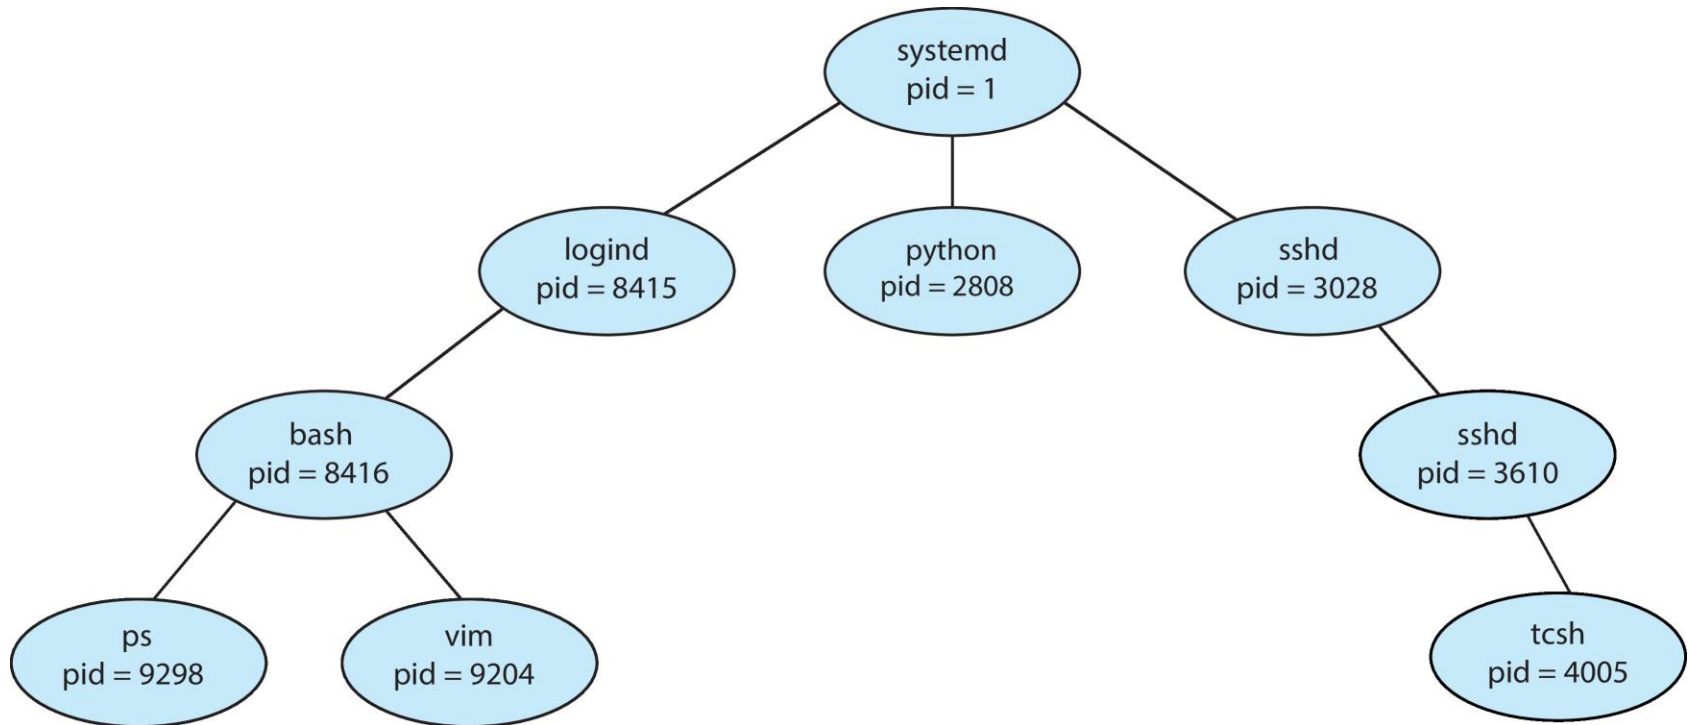 systemd
pid = 1
logind
pid = 8415
python
pid = 2808
sshd
pid = 3028
bash
pid = 8416
sshd
pid = 3610
ps
pid = 9298
vim
pid = 9204
tcsh
pid = 4005